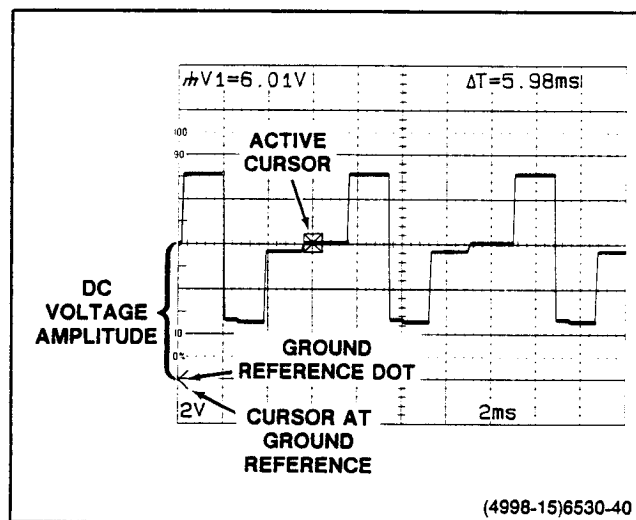 ⏚V1=6.01V ΔT=5.98ms
100
90
ACTIVE
CURSOR
DC
VOLTAGE
AMPLITUDE
10
0%
GROUND
REFERENCE DOT
2V 2ms
CURSOR AT
GROUND
REFERENCE
(4998-15)6530-40